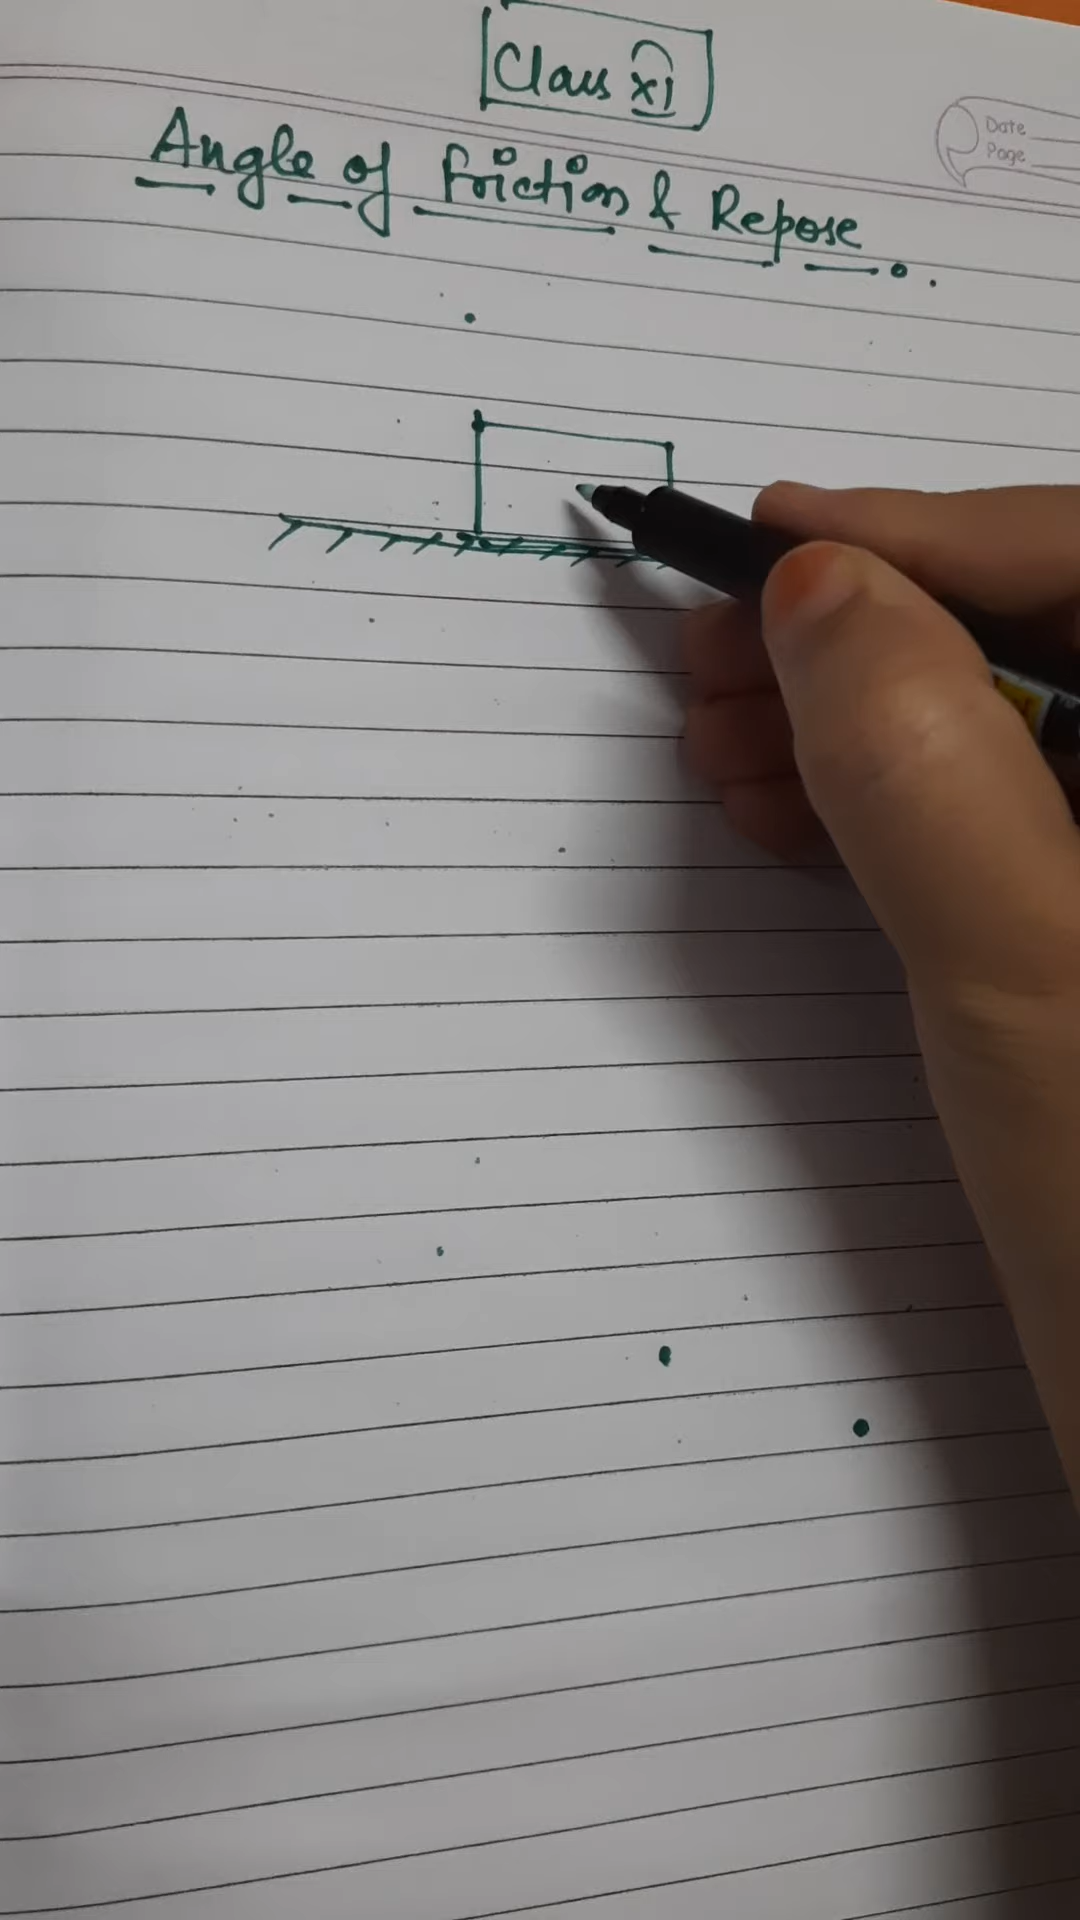 Class XI
Date
Page
Angle of Friction & Repose.